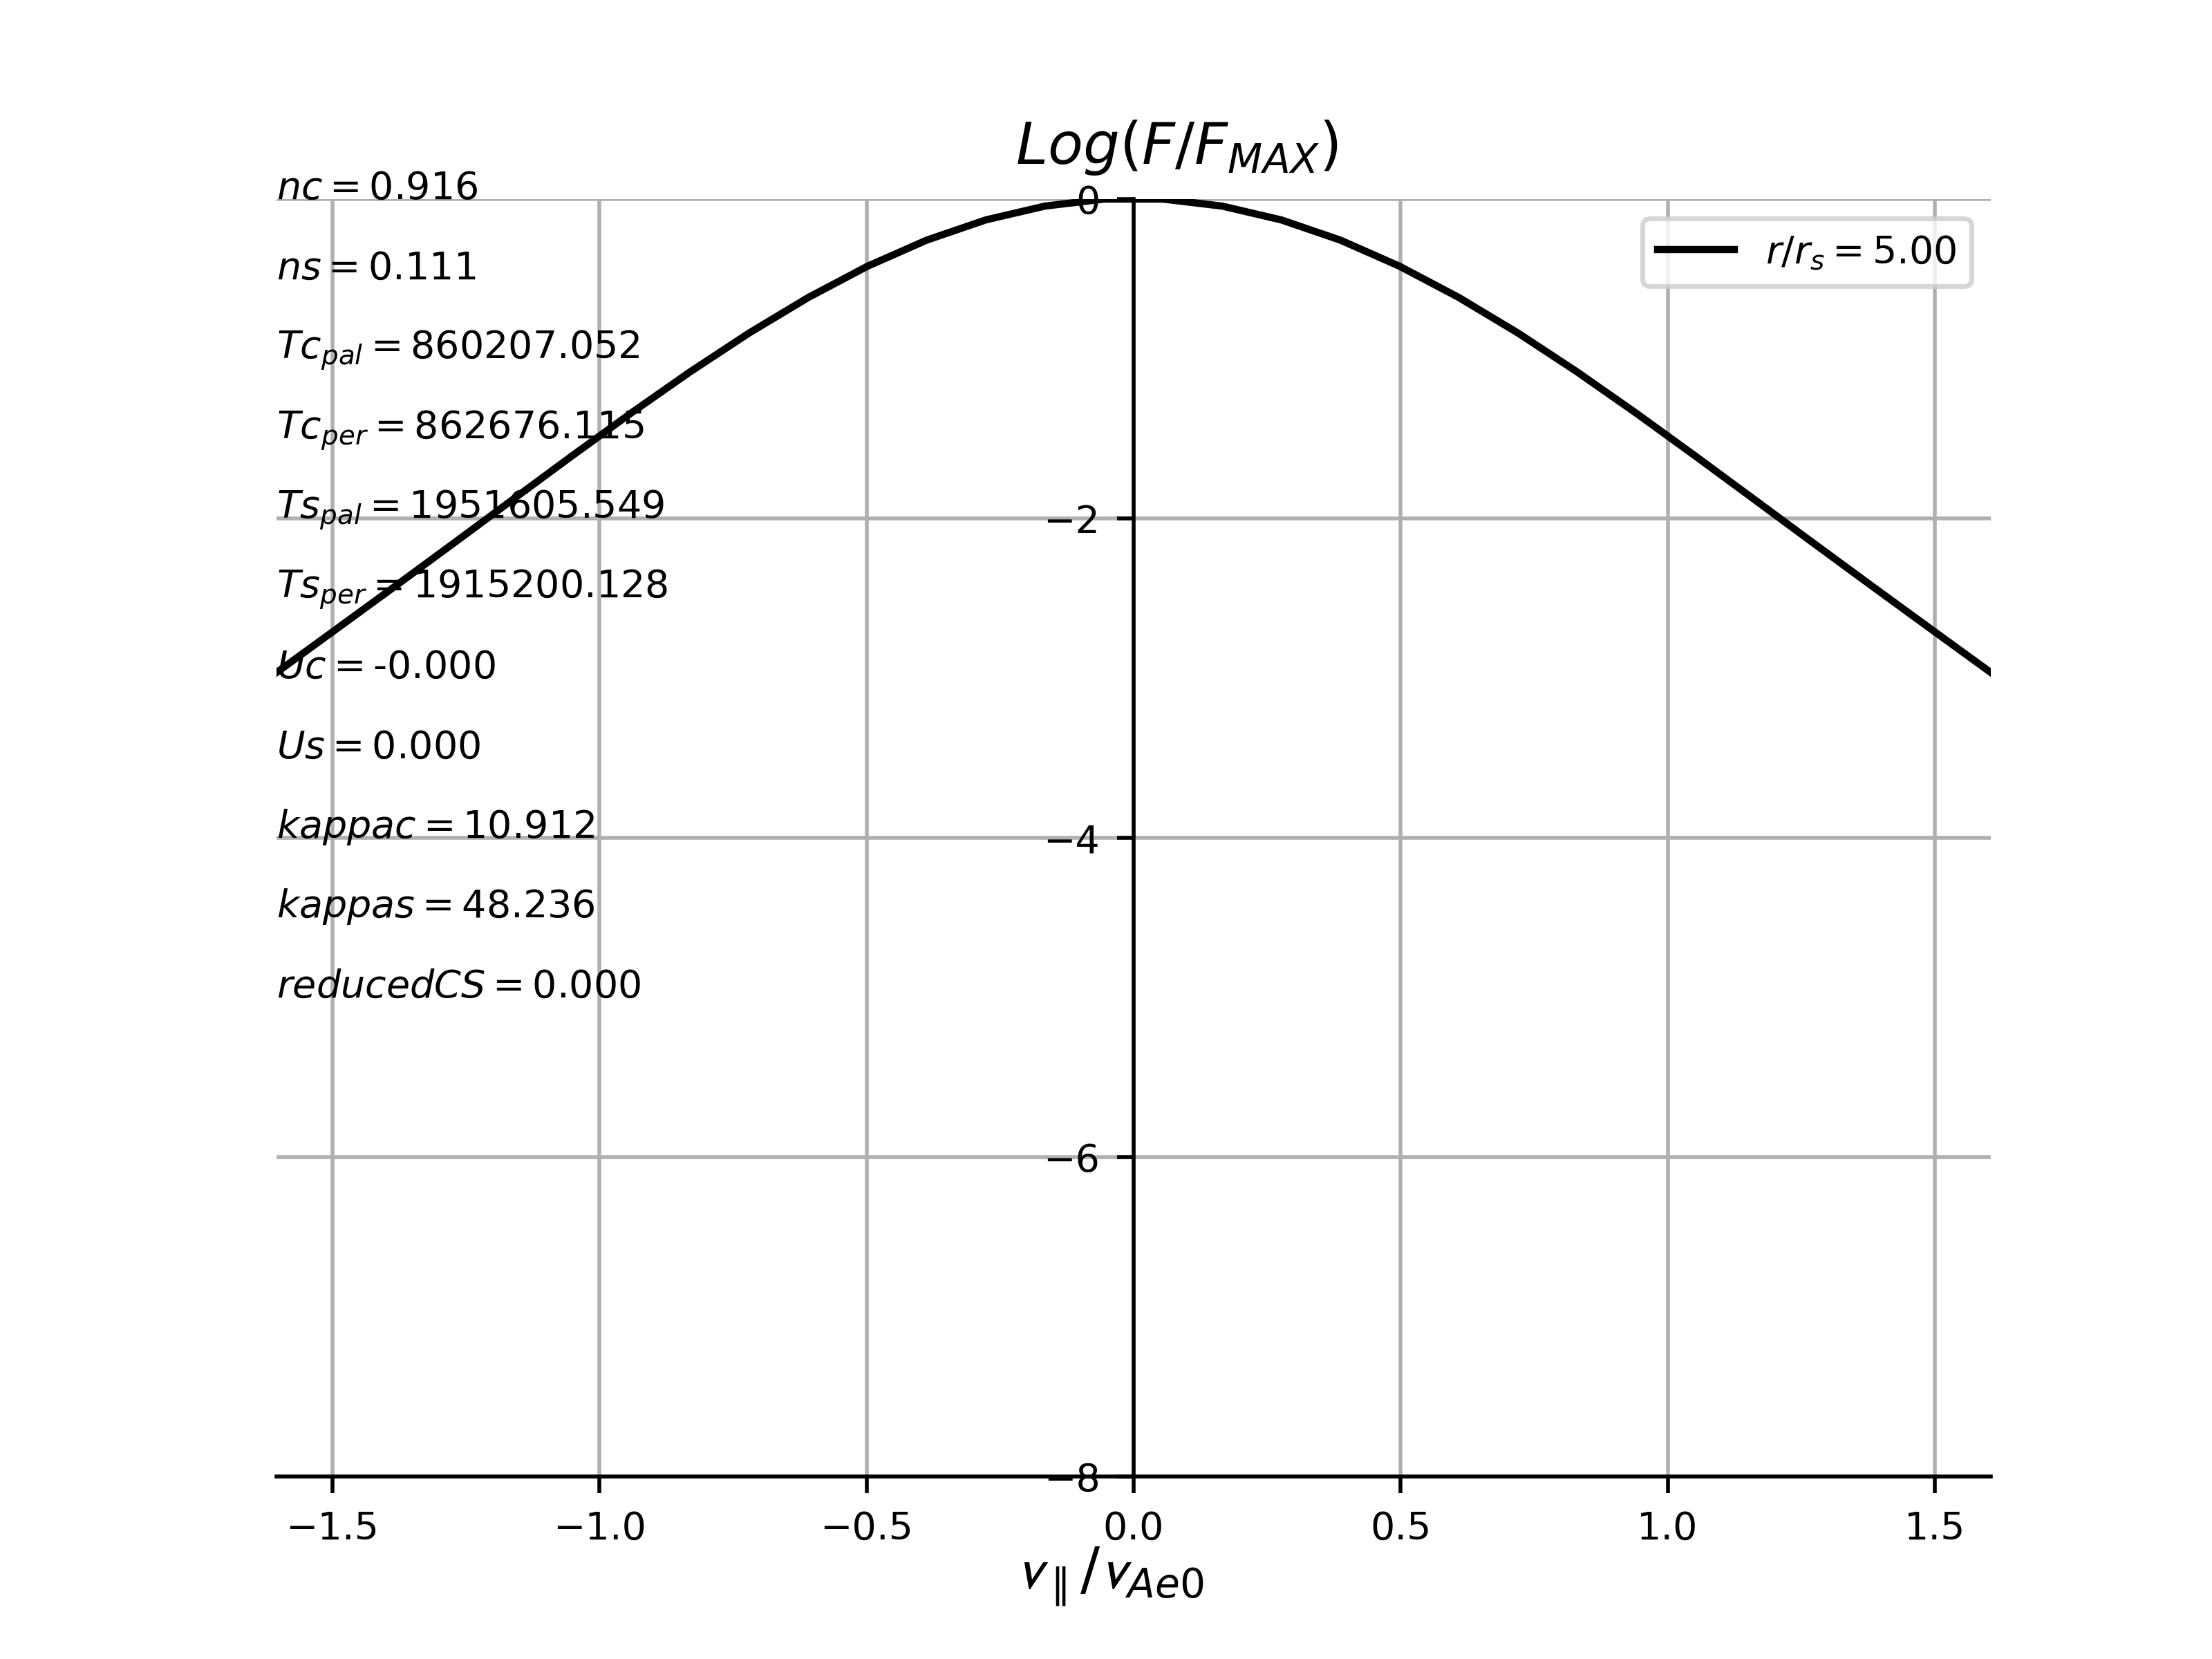 Log(F/F_MAX)
nc = 0.916
0
r/r_s = 5.00
ns = 0.111
Tc_pal = 860207.052
Tc_per = 862676.115
Ts_pal = 1951605.549
−2
Ts_per = 1915200.128
Uc = -0.000
Us = 0.000
kappac = 10.912
−4
kappas = 48.236
reducedCS = 0.000
−6
−8
−1.5 −1.0 −0.5 0.0 0.5 1.0 1.5
v_∥/v_Ae0